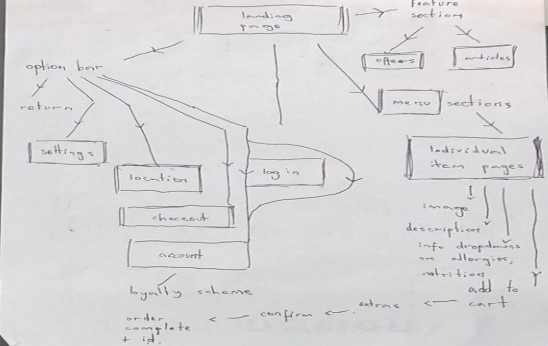 landing
page
feature
section
offers
articles
option bar
return
menu
sections
settings
location
log in
Individual
item pages
checkout
account
image
description
info dropdowns
on allergies,
nutrition
add to
cart
extras
confirm
order
complete
+ id.
loyalty scheme